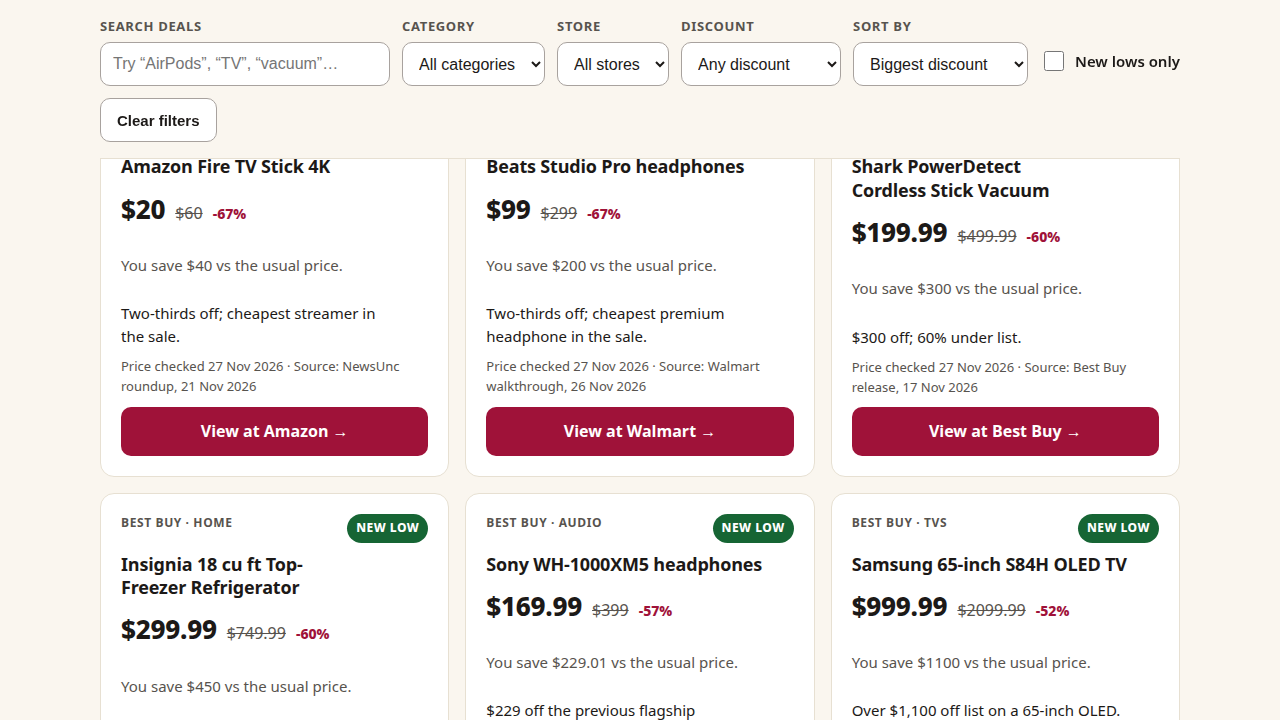 SEARCH DEALS
CATEGORY
STORE
DISCOUNT
SORT BY
Try “AirPods”, “TV”, “vacuum”…
All categories
All stores
Any discount
Biggest discount
New lows only
Clear filters
Amazon Fire TV Stick 4K
$20 $60 -67%
You save $40 vs the usual price.
Two-thirds off; cheapest streamer in
the sale.
Price checked 27 Nov 2026 · Source: NewsUnc
roundup, 21 Nov 2026
View at Amazon →
Beats Studio Pro headphones
$99 $299 -67%
You save $200 vs the usual price.
Two-thirds off; cheapest premium
headphone in the sale.
Price checked 27 Nov 2026 · Source: Walmart
walkthrough, 26 Nov 2026
View at Walmart →
Shark PowerDetect
Cordless Stick Vacuum
$199.99 $499.99 -60%
You save $300 vs the usual price.
$300 off; 60% under list.
Price checked 27 Nov 2026 · Source: Best Buy
release, 17 Nov 2026
View at Best Buy →
BEST BUY · HOME
NEW LOW
Insignia 18 cu ft Top-
Freezer Refrigerator
$299.99 $749.99 -60%
You save $450 vs the usual price.
BEST BUY · AUDIO
NEW LOW
Sony WH-1000XM5 headphones
$169.99 $399 -57%
You save $229.01 vs the usual price.
$229 off the previous flagship
BEST BUY · TVS
NEW LOW
Samsung 65-inch S84H OLED TV
$999.99 $2099.99 -52%
You save $1100 vs the usual price.
Over $1,100 off list on a 65-inch OLED.